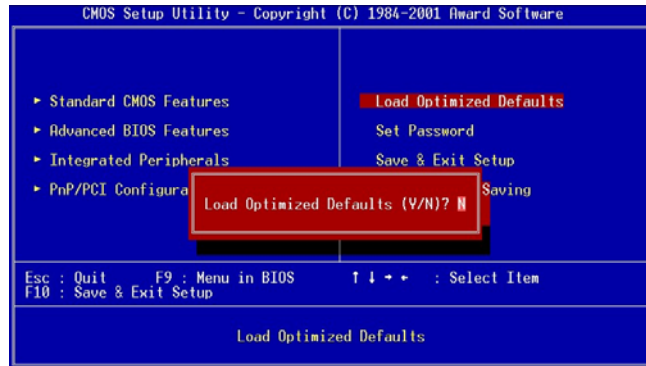 CMOS Setup Utility - Copyright (C) 1984-2001 Award Software
► Standard CMOS Features
► Advanced BIOS Features
► Integrated Peripherals
► PnP/PCI Configura
Load Optimized Defaults
Set Password
Save & Exit Setup
Saving
Load Optimized Defaults (Y/N)? N
Esc : Quit F9 : Menu in BIOS ↑ ↓ → ← : Select Item
F10 : Save & Exit Setup
Load Optimized Defaults